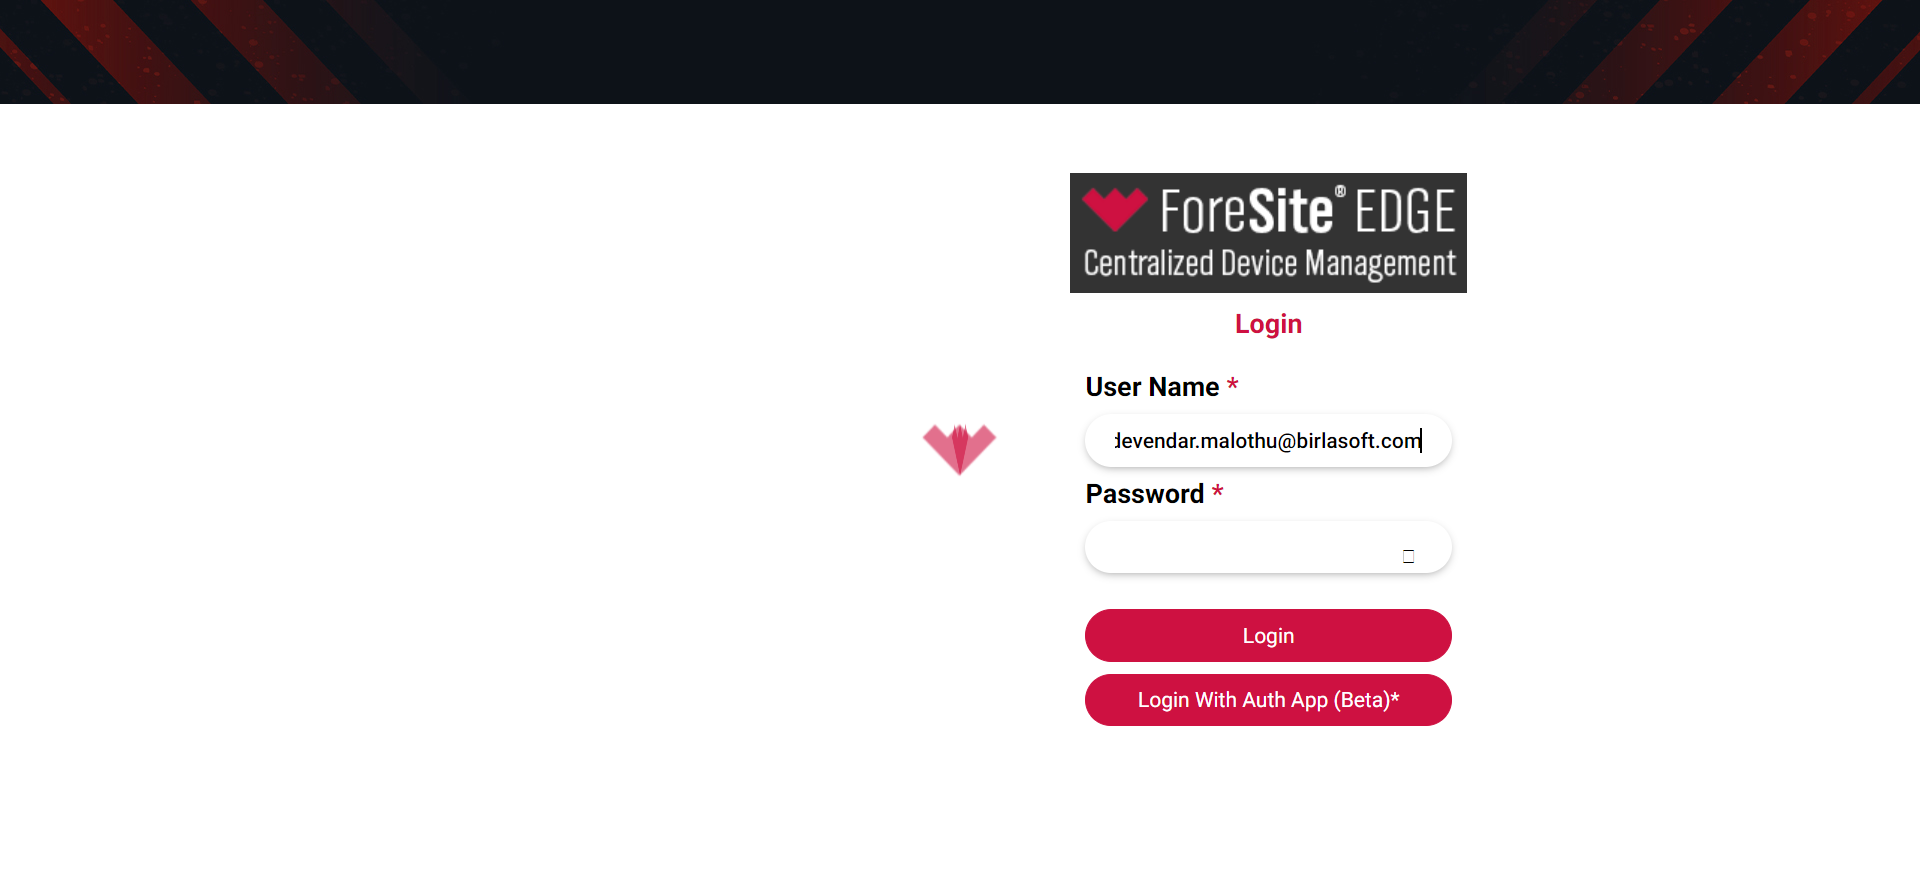 ForeSite® EDGE
Centralized Device Management
Login
User Name *
devendar.malothu@birlasoft.com
Password *
Login
Login With Auth App (Beta)*